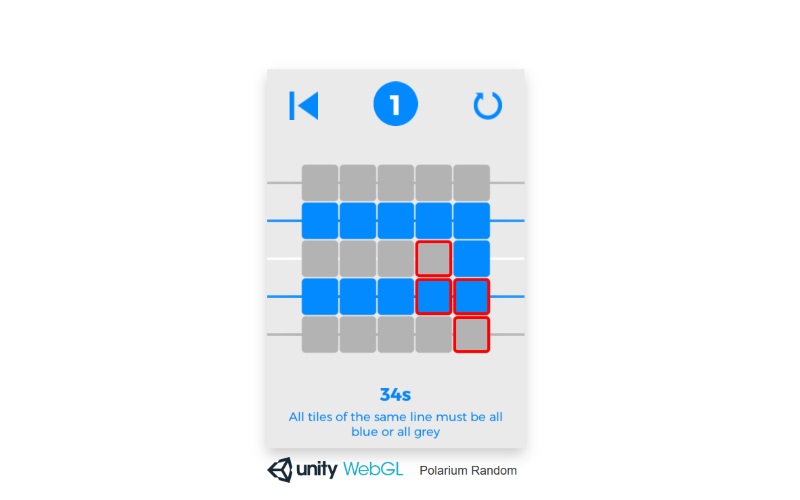 1
34s
All tiles of the same line must be all
blue or all grey
unity WebGL Polarium Random